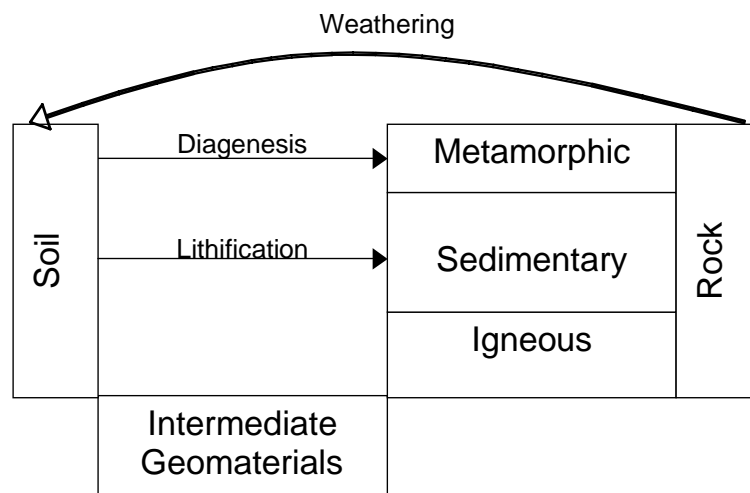 Weathering
Diagenesis
Metamorphic
Soil
Lithification
Sedimentary
Rock
Igneous
Intermediate
Geomaterials